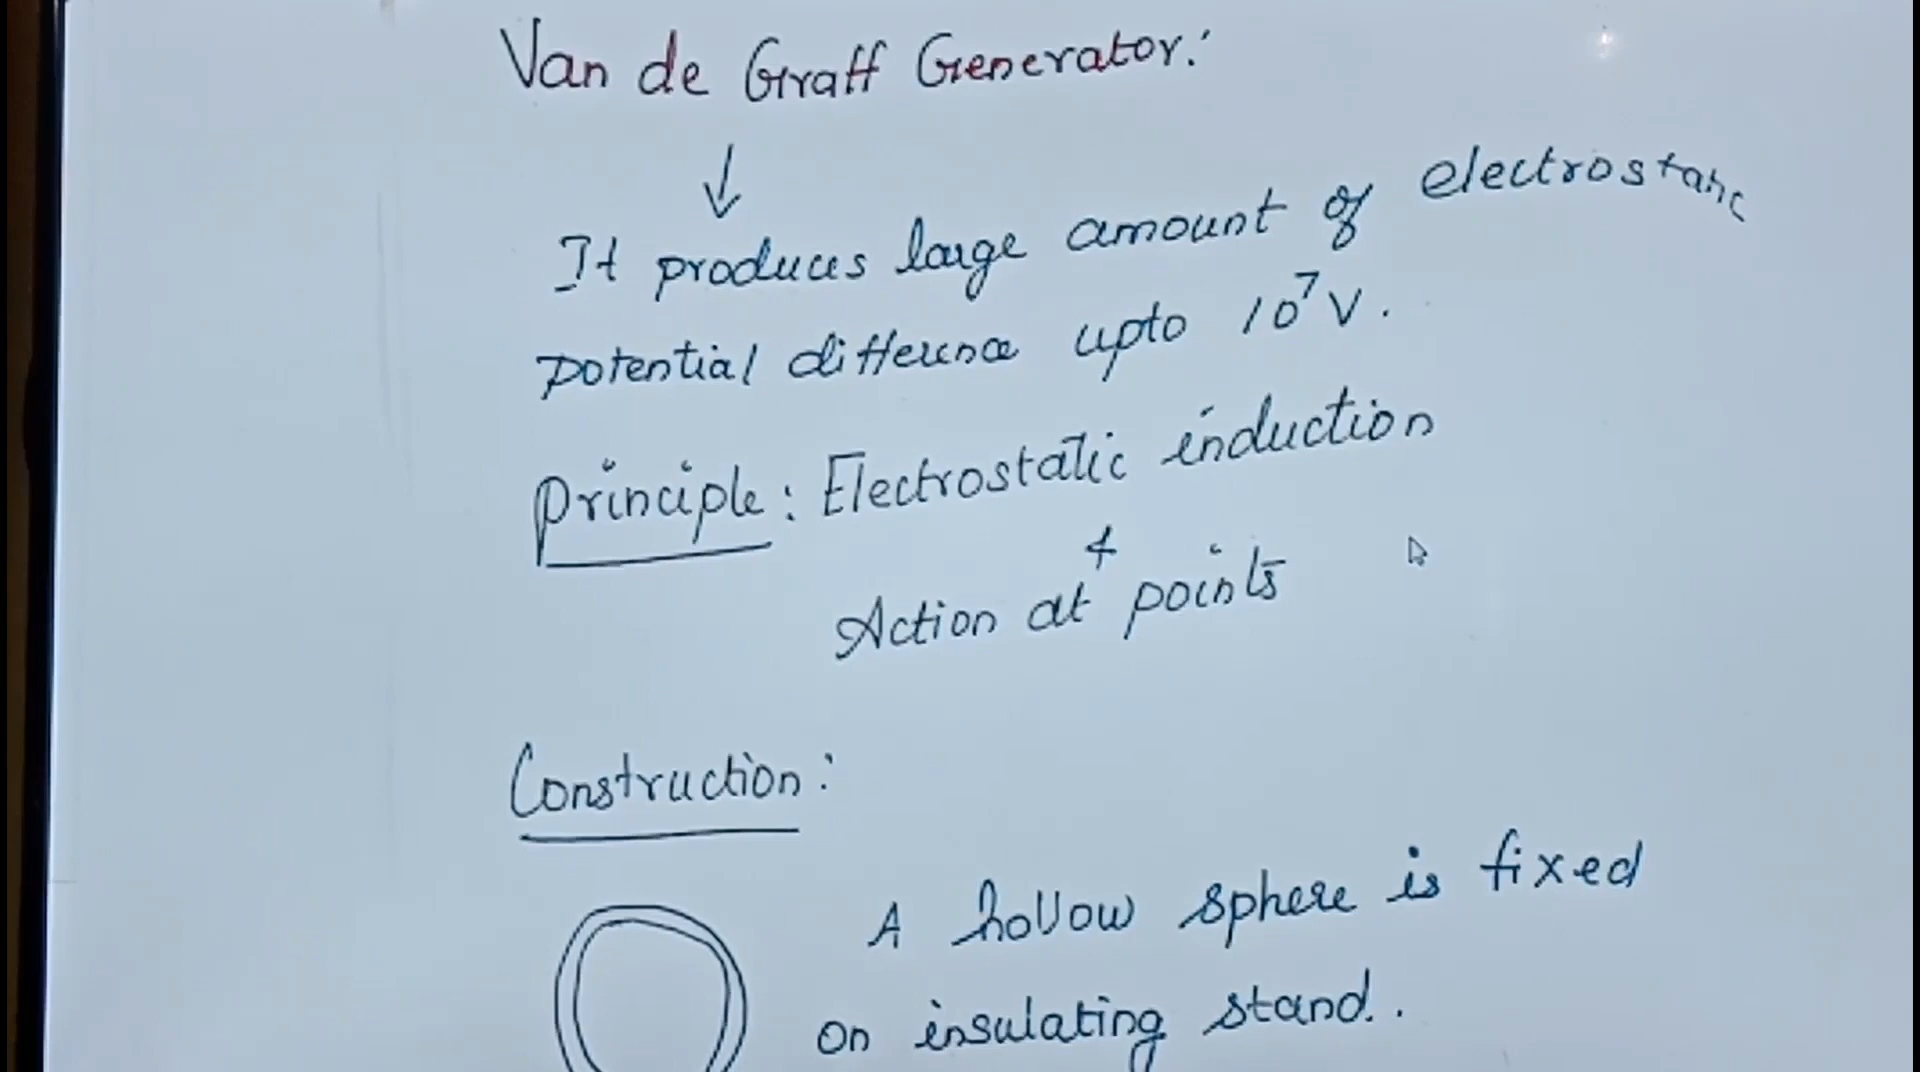 Van de Graff Generator:
↓
It produces large amount of electrostatic
potential difference upto 10⁷ V.
Principle: Electrostatic induction
&
Action at points
Construction:
A hollow sphere is fixed
on insulating stand.